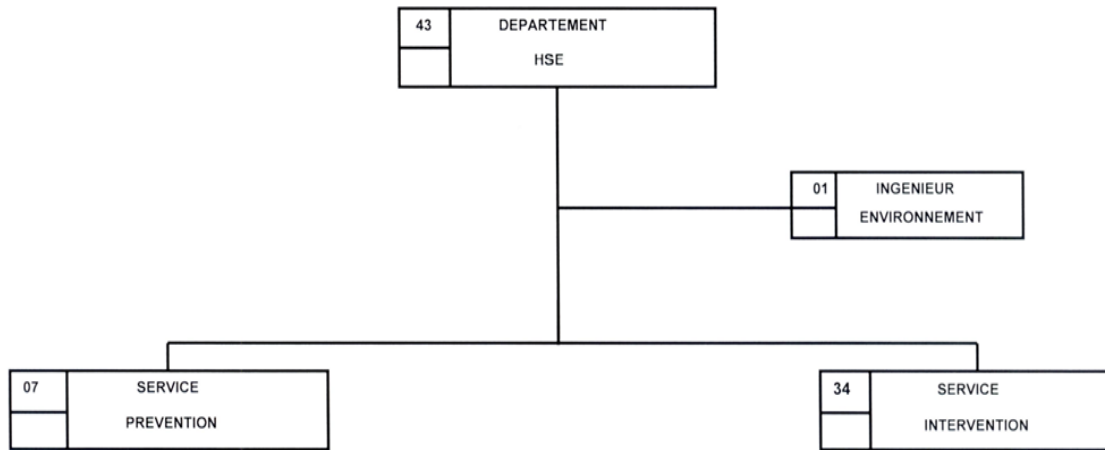 43 DEPARTEMENT
HSE
01 INGENIEUR
ENVIRONNEMENT
07 SERVICE
PREVENTION
34 SERVICE
INTERVENTION